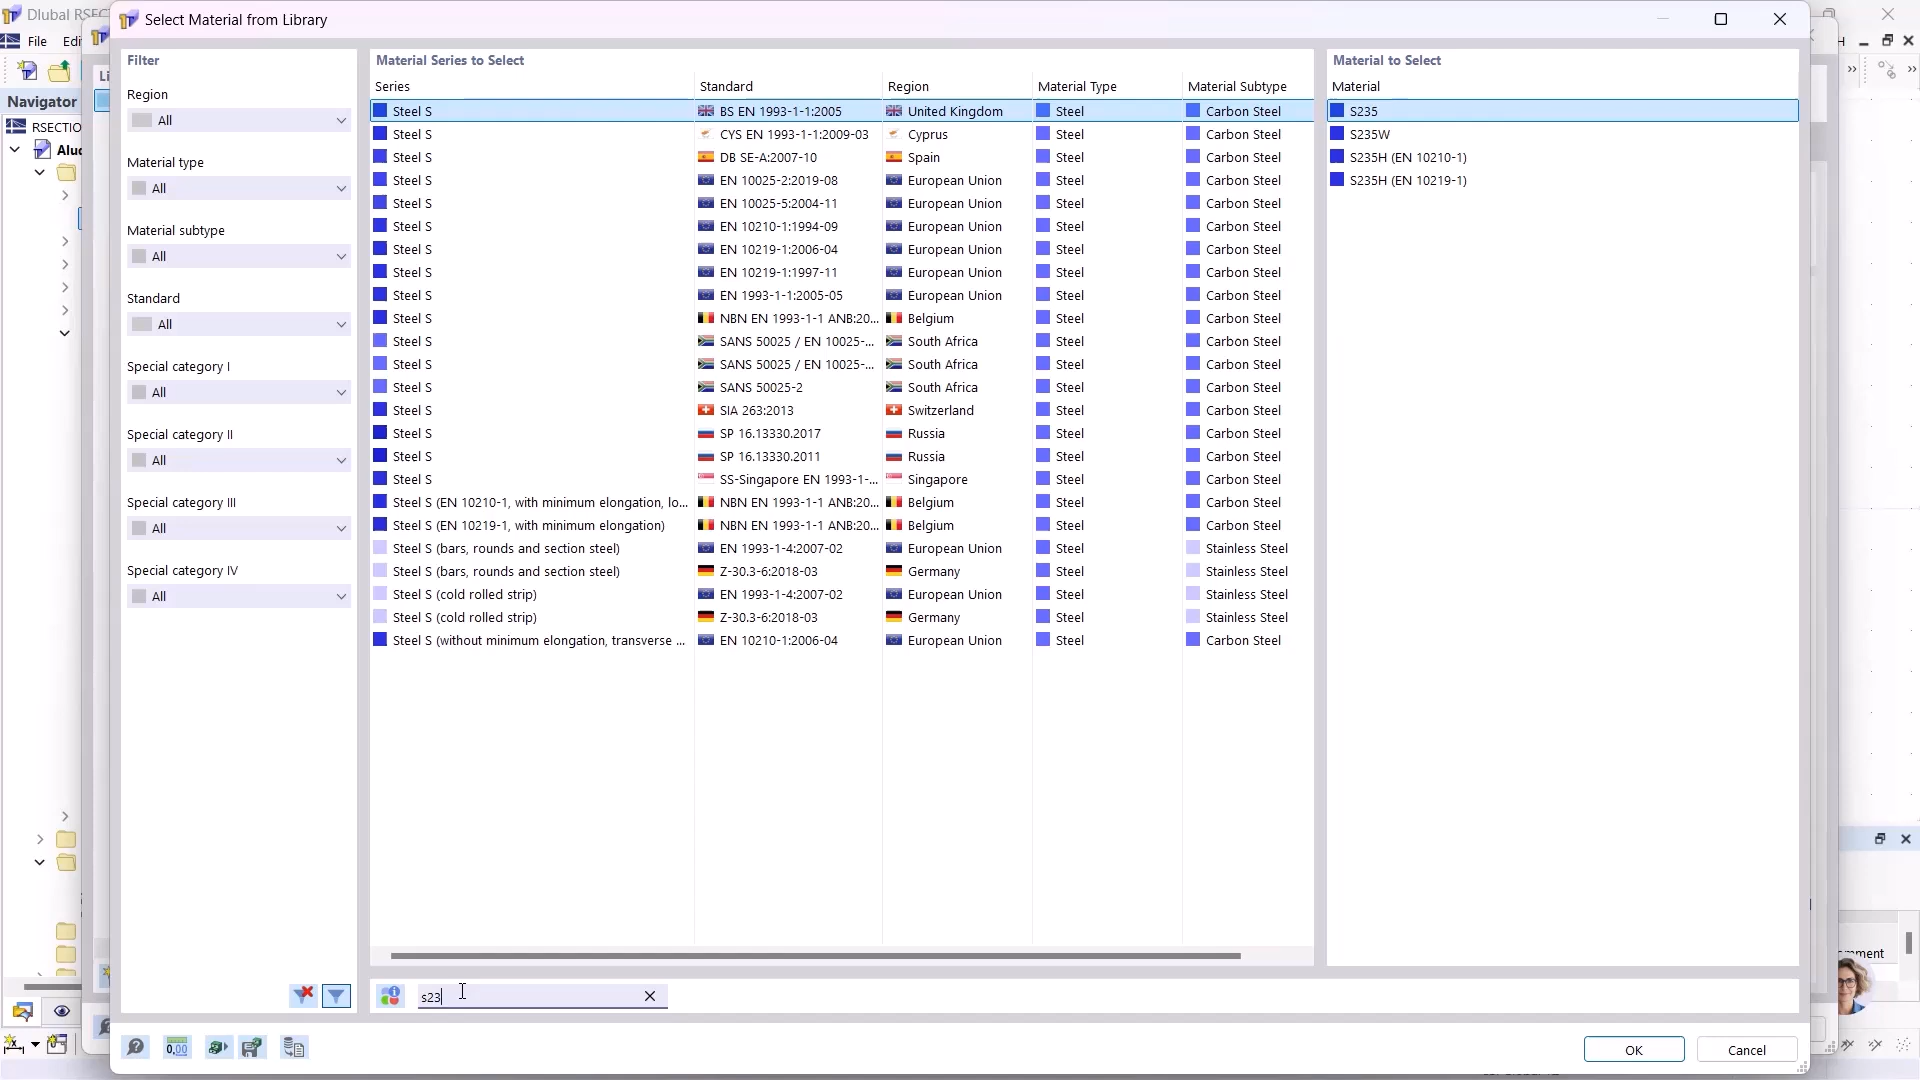 Dlubal RSECT
Select Material from Library
File
Edi
Navigator
RSECTIO
Aluc
Li
Filter
Region
All
Material type
All
Material subtype
All
Standard
All
Special category I
All
Special category II
All
Special category III
All
Special category IV
All
Material Series to Select
Series Standard Region Material Type Material Subtype
Steel S BS EN 1993-1-1:2005 United Kingdom Steel Carbon Steel
Steel S CYS EN 1993-1-1:2009-03 Cyprus Steel Carbon Steel
Steel S DB SE-A:2007-10 Spain Steel Carbon Steel
Steel S EN 10025-2:2019-08 European Union Steel Carbon Steel
Steel S EN 10025-5:2004-11 European Union Steel Carbon Steel
Steel S EN 10210-1:1994-09 European Union Steel Carbon Steel
Steel S EN 10219-1:2006-04 European Union Steel Carbon Steel
Steel S EN 10219-1:1997-11 European Union Steel Carbon Steel
Steel S EN 1993-1-1:2005-05 European Union Steel Carbon Steel
Steel S NBN EN 1993-1-1 ANB:20... Belgium Steel Carbon Steel
Steel S SANS 50025 / EN 10025-... South Africa Steel Carbon Steel
Steel S SANS 50025 / EN 10025-... South Africa Steel Carbon Steel
Steel S SANS 50025-2 South Africa Steel Carbon Steel
Steel S SIA 263:2013 Switzerland Steel Carbon Steel
Steel S SP 16.13330.2017 Russia Steel Carbon Steel
Steel S SP 16.13330.2011 Russia Steel Carbon Steel
Steel S SS-Singapore EN 1993-1-... Singapore Steel Carbon Steel
Steel S (EN 10210-1, with minimum elongation, lo... NBN EN 1993-1-1 ANB:20... Belgium Steel Carbon Steel
Steel S (EN 10219-1, with minimum elongation) NBN EN 1993-1-1 ANB:20... Belgium Steel Carbon Steel
Steel S (bars, rounds and section steel) EN 1993-1-4:2007-02 European Union Steel Stainless Steel
Steel S (bars, rounds and section steel) Z-30.3-6:2018-03 Germany Steel Stainless Steel
Steel S (cold rolled strip) EN 1993-1-4:2007-02 European Union Steel Stainless Steel
Steel S (cold rolled strip) Z-30.3-6:2018-03 Germany Steel Stainless Steel
Steel S (without minimum elongation, transverse ... EN 10210-1:2006-04 European Union Steel Carbon Steel
Material to Select
Material
S235
S235W
S235H (EN 10210-1)
S235H (EN 10219-1)
s23
0,00
OK
Cancel
mment